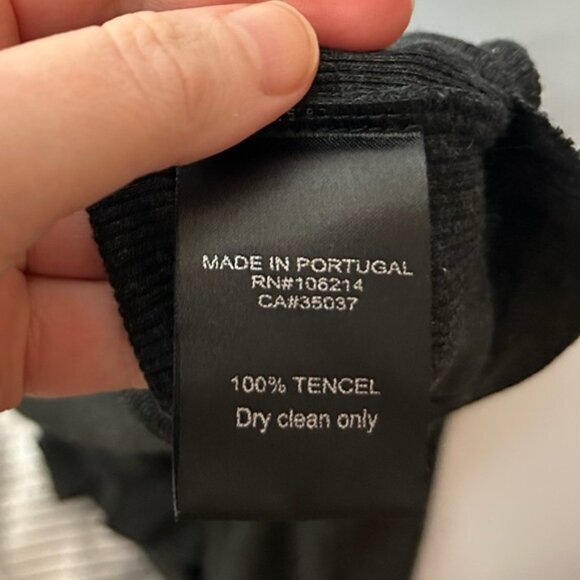 MADE IN PORTUGAL
RN#106214
CA#35037
100% TENCEL
Dry clean only